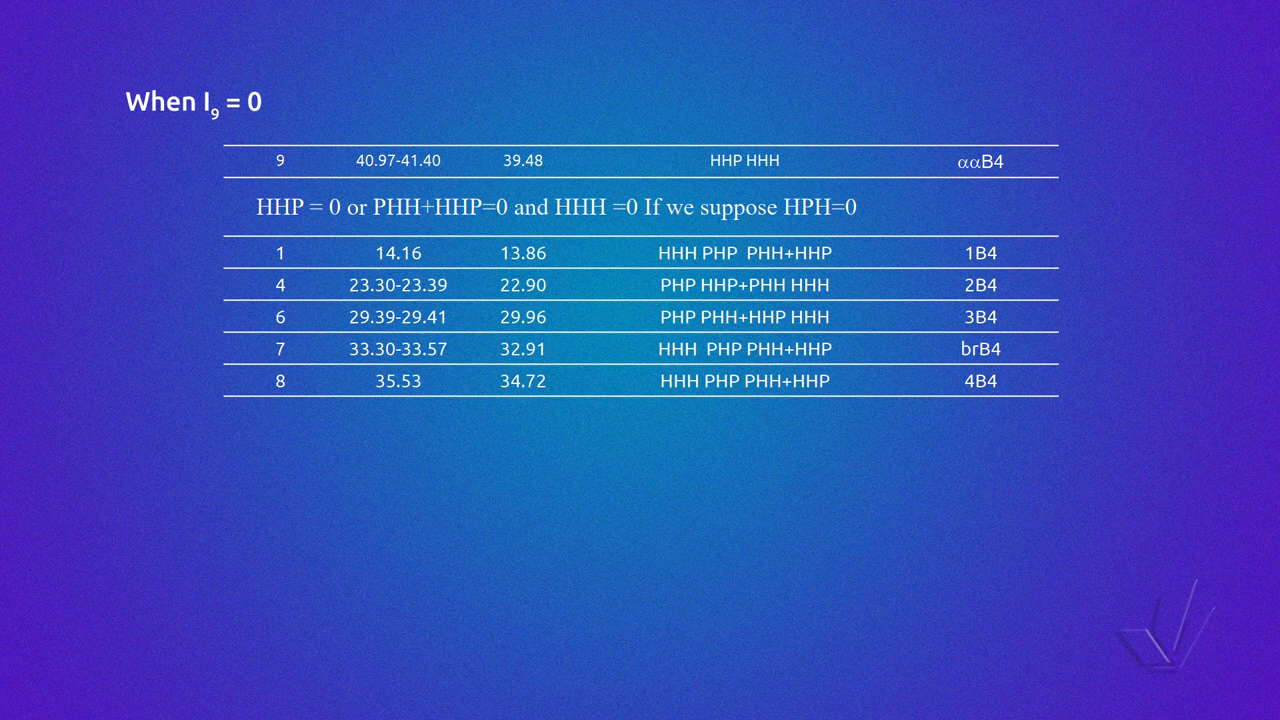 When I₉ = 0
9 40.97-41.40 39.48 HHP HHH ααB4
HHP = 0 or PHH+HHP=0 and HHH =0 If we suppose HPH=0
1 14.16 13.86 HHH PHP PHH+HHP 1B4
4 23.30-23.39 22.90 PHP HHP+PHH HHH 2B4
6 29.39-29.41 29.96 PHP PHH+HHP HHH 3B4
7 33.30-33.57 32.91 HHH PHP PHH+HHP brB4
8 35.53 34.72 HHH PHP PHH+HHP 4B4